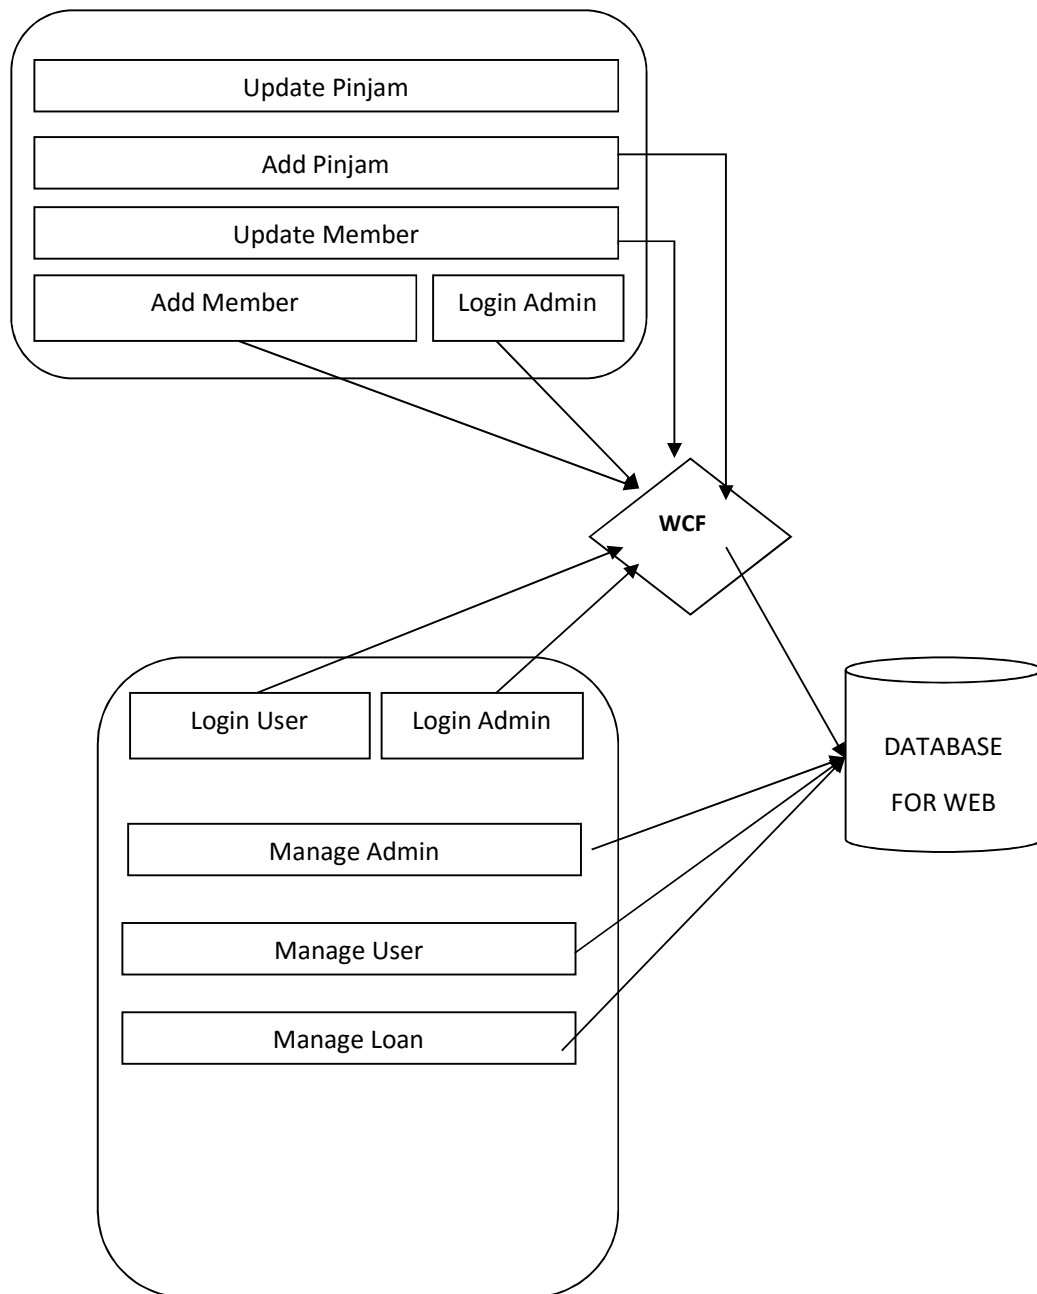 Update Pinjam
Add Pinjam
Update Member
Add Member
Login Admin
WCF
Login User
Login Admin
DATABASE
FOR WEB
Manage Admin
Manage User
Manage Loan